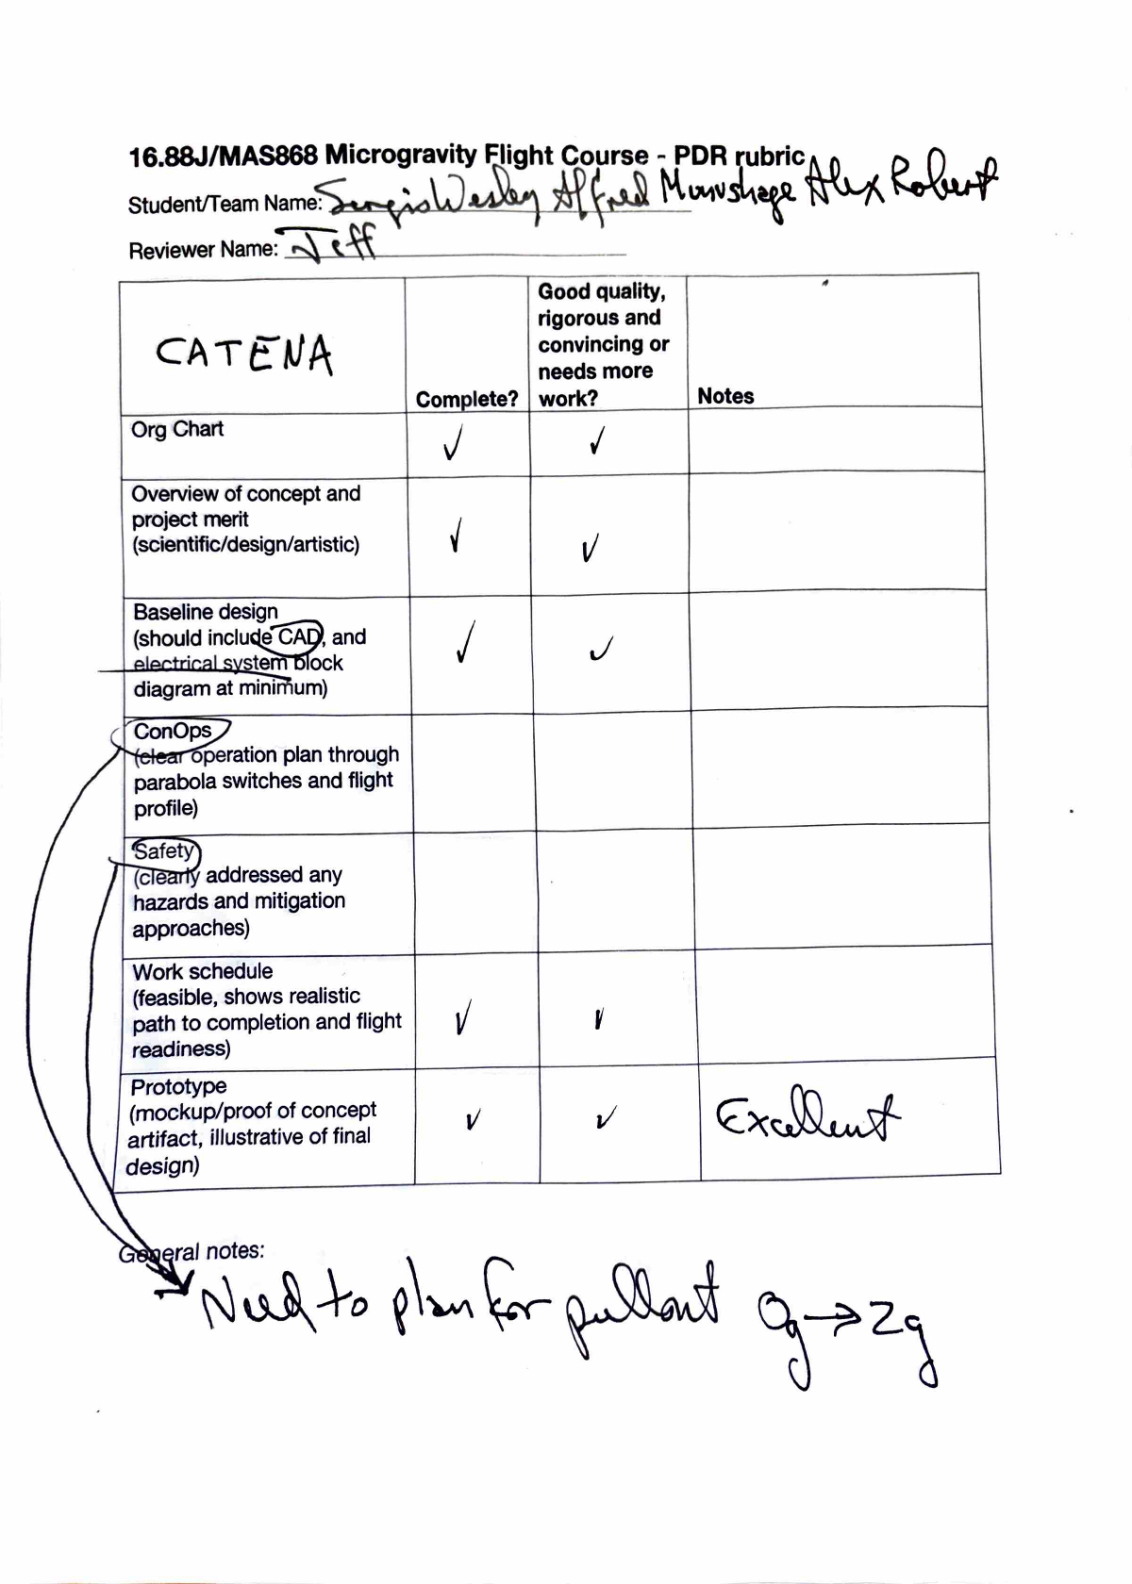 16.88J/MAS868 Microgravity Flight Course - PDR rubric
Student/Team Name: Sergio Wesley Alfred Alex Robert
Reviewer Name: Jeff
CATENA
Complete?
Good quality,
rigorous and
convincing or
needs more
work?
Notes
Org Chart ✓ ✓
Overview of concept and
project merit
(scientific/design/artistic) ✓ ✓
Baseline design
(should include CAD, and
electrical system block
diagram at minimum) ✓ ✓
ConOps
(clear operation plan through
parabola switches and flight
profile)
Safety
(clearly addressed any
hazards and mitigation
approaches)
Work schedule
(feasible, shows realistic
path to completion and flight
readiness) ✓ ✓
Prototype
(mockup/proof of concept
artifact, illustrative of final
design) ✓ ✓ Excellent
General notes:
Need to plan for pullout 0g → 2g